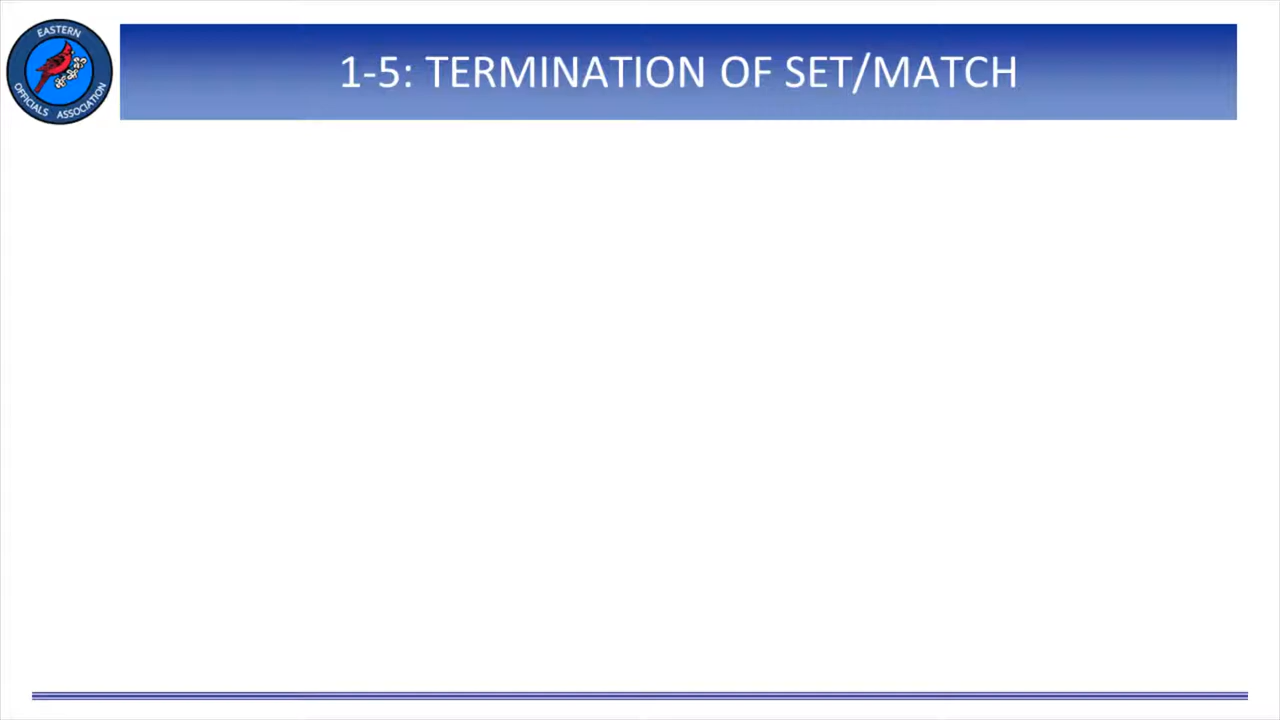 EASTERN
OFFICIALS ASSOCIATION
1-5: TERMINATION OF SET/MATCH